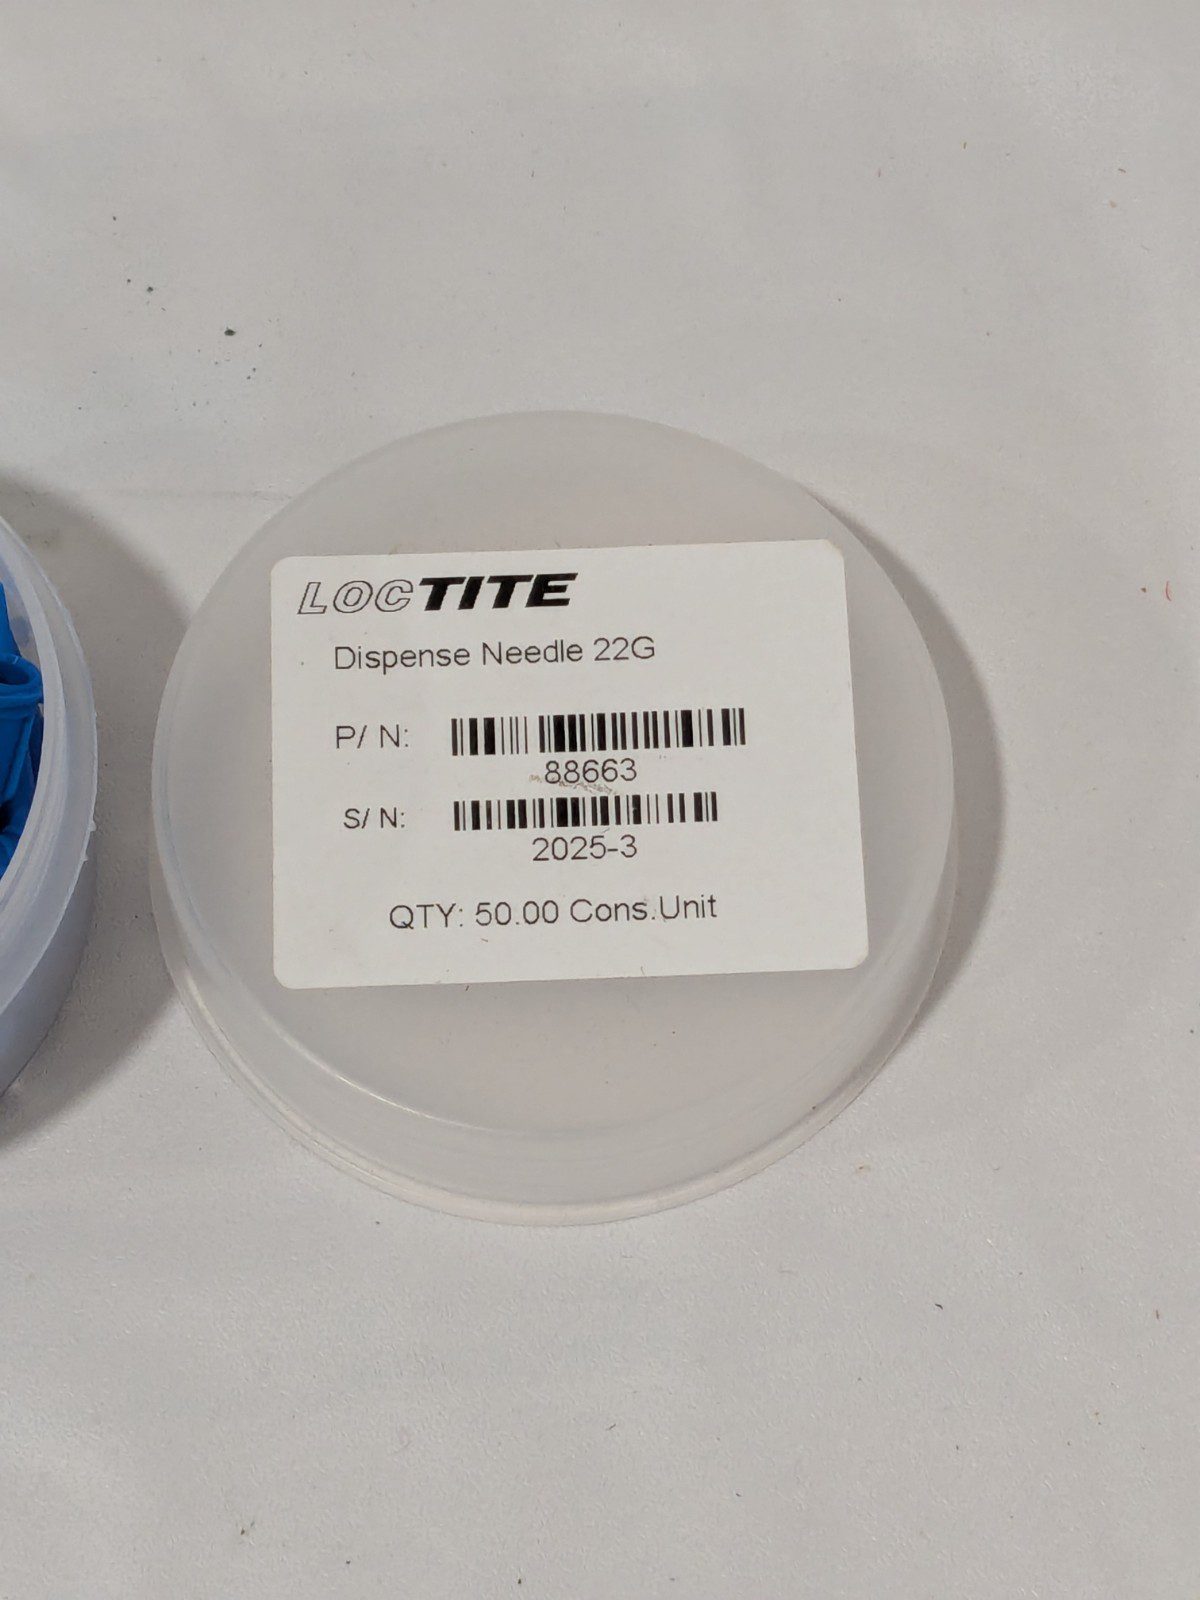 LOCTITE
Dispense Needle 22G
P/ N:
88663
S/ N:
2025-3
QTY: 50.00 Cons.Unit